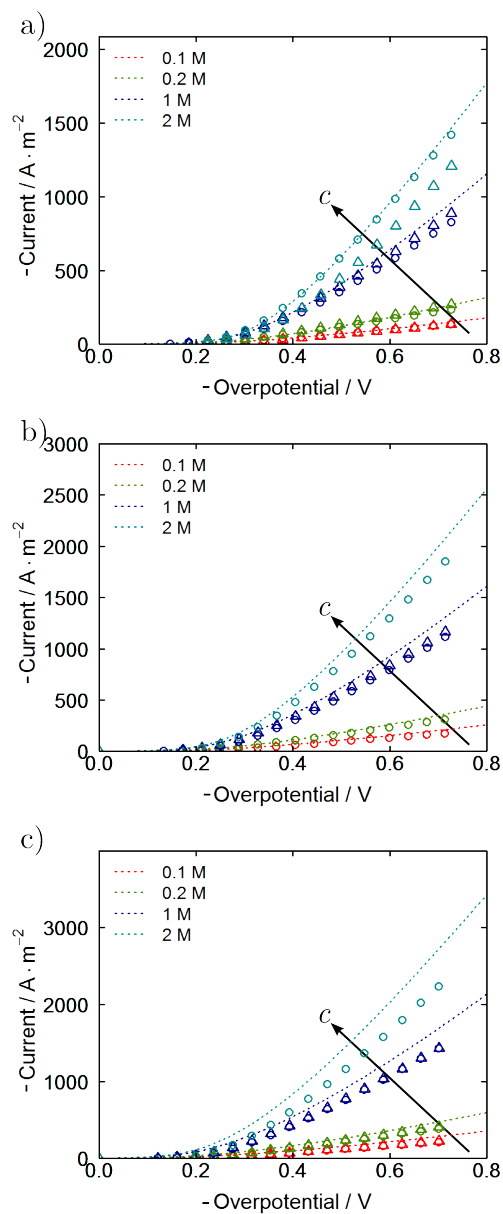 a)
2000
1500
1000
500
0
-Current / A · m⁻²
0.1 M
0.2 M
1 M
2 M
c
0.0 0.2 0.4 0.6 0.8
-Overpotential / V
b)
3000
2500
2000
1500
1000
500
0
-Current / A · m⁻²
0.1 M
0.2 M
1 M
2 M
c
0.0 0.2 0.4 0.6 0.8
-Overpotential / V
c)
3000
2000
1000
0
-Current / A · m⁻²
0.1 M
0.2 M
1 M
2 M
c
0.0 0.2 0.4 0.6 0.8
-Overpotential / V